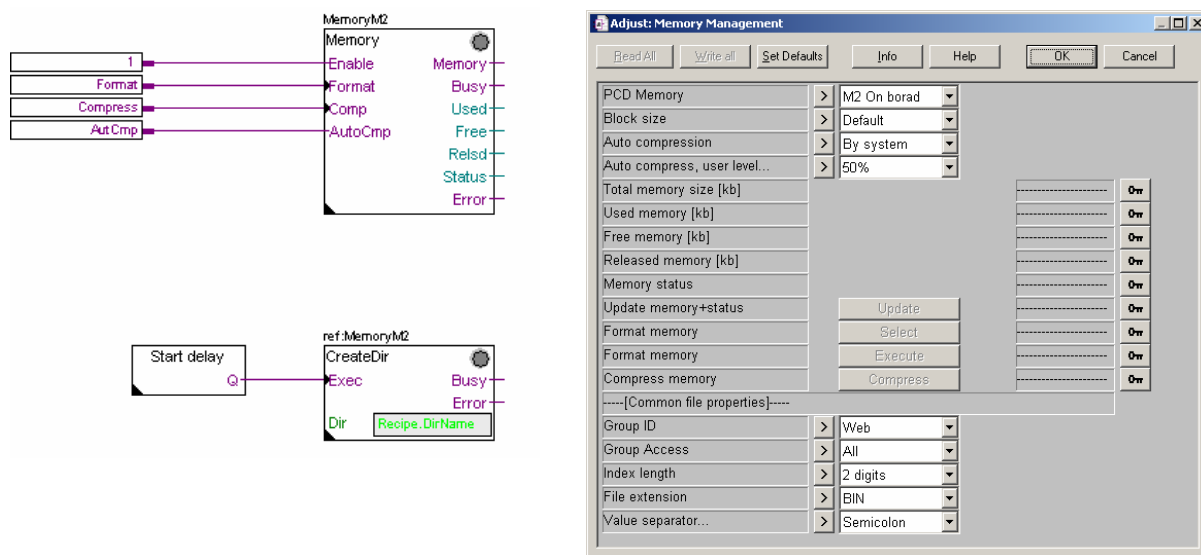 MemoryM2
Memory
1
Enable
Memory
Format
Format
Busy
Compress
Comp
Used
AutCmp
AutoCmp
Free
Relsd
Status
Error
ref:MemoryM2
Start delay
CreateDir
Q
Exec
Busy
Error
Dir
Recipe.DirName
Adjust: Memory Management
Read All Write all Set Defaults Info Help OK Cancel
PCD Memory > M2 On borad
Block size > Default
Auto compression > By system
Auto compress, user level... > 50%
Total memory size [kb] ----------------------
Used memory [kb] ----------------------
Free memory [kb] ----------------------
Released memory [kb] ----------------------
Memory status ----------------------
Update memory+status Update ----------------------
Format memory Select ----------------------
Format memory Execute ----------------------
Compress memory Compress ----------------------
-----[Common file properties]-----
Group ID > Web
Group Access > All
Index length > 2 digits
File extension > BIN
Value separator... > Semicolon